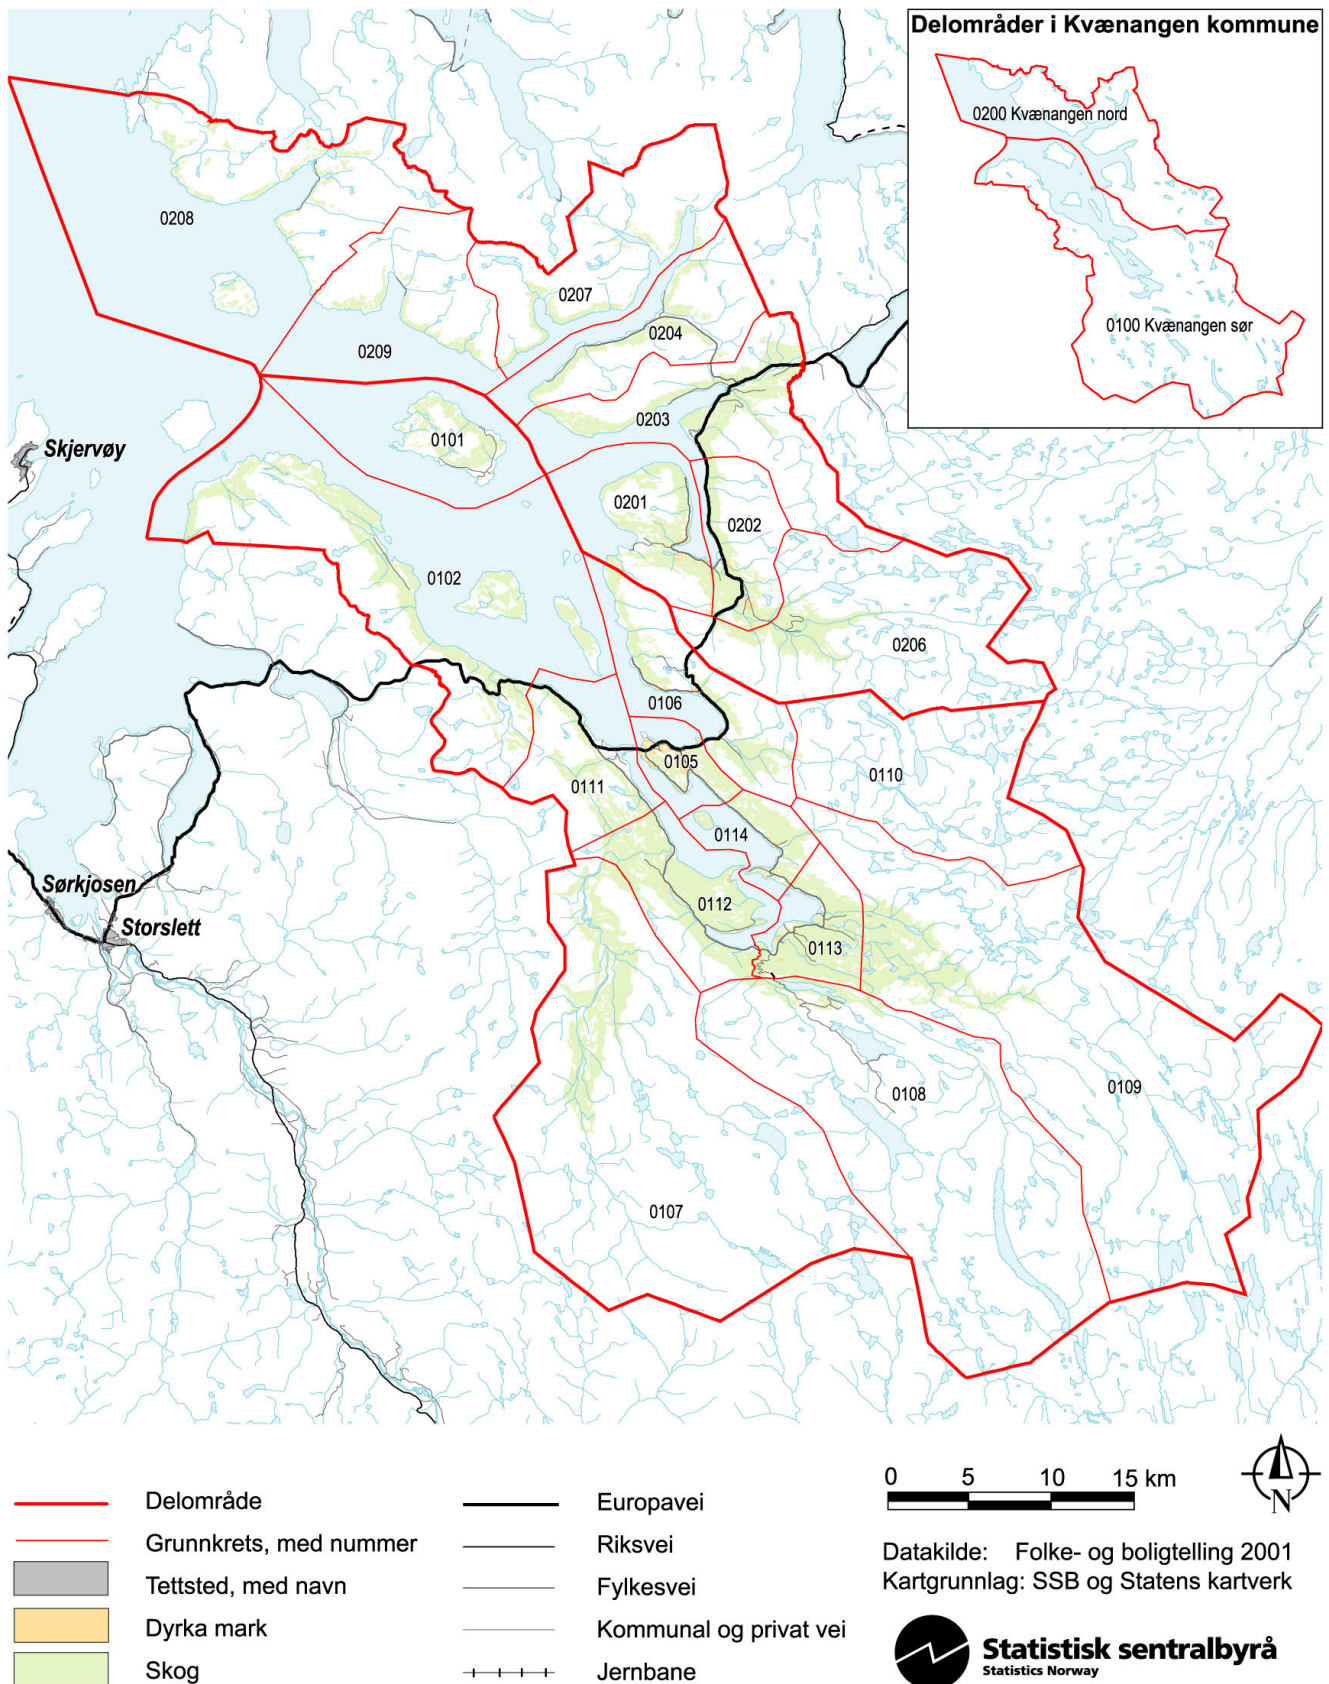 Delområder i Kvænangen kommune
0200 Kvænangen nord
0100 Kvænangen sør
0208
0207
0204
0209
0203
0101
Skjervøy
0201
0202
0102
0206
0106
0105
0110
0111
0114
Sørkjosen
0112
Storslett
0113
0108
0109
0107
Delområde
Grunnkrets, med nummer
Tettsted, med navn
Dyrka mark
Skog
Europavei
Riksvei
Fylkesvei
Kommunal og privat vei
Jernbane
0 5 10 15 km
N
Datakilde: Folke- og boligtelling 2001
Kartgrunnlag: SSB og Statens kartverk
Statistisk sentralbyrå
Statistics Norway